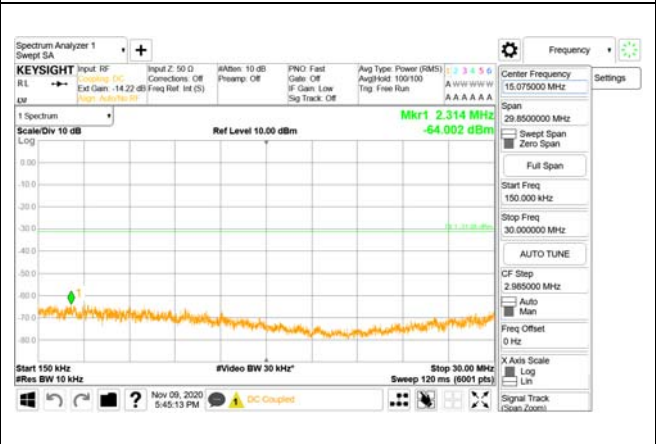 Spectrum Analyzer 1
Swept SA
Frequency
KEYSIGHT
Input: RF
Input Z: 50 Ω
#Atten: 10 dB
PNO: Fast
Avg Type: Power (RMS)
1 2 3 4 5 6
RL
Coupling: DC
Corrections: Off
Preamp: Off
Gate: Off
Avg|Hold: 100/100
A W W W W W
Ext Gain: -14.22 dB
Freq Ref: Int (S)
IF Gain: Low
Trig: Free Run
Align: Auto/No RF
Sig Track: Off
A A A A A A
Center Frequency
15.075000 MHz
Settings
1 Spectrum
Mkr1 2.314 MHz
Scale/Div 10 dB
Ref Level 10.00 dBm
-64.002 dBm
Log
Span
29.8500000 MHz
Swept Span
Zero Span
Full Span
0.00
-10.0
-20.0
-30.0
-40.0
-50.0
-60.0
-70.0
-80.0
1
Start Freq
150.000 kHz
Stop Freq
30.000000 MHz
AUTO TUNE
CF Step
2.985000 MHz
Auto
Man
Freq Offset
0 Hz
X Axis Scale
Log
Lin
Signal Track
(Span Zoom)
Start 150 kHz
#Video BW 30 kHz*
Stop 30.00 MHz
#Res BW 10 kHz
Sweep 120 ms (6001 pts)
?
Nov 09, 2020
5:45:13 PM
DC Coupled